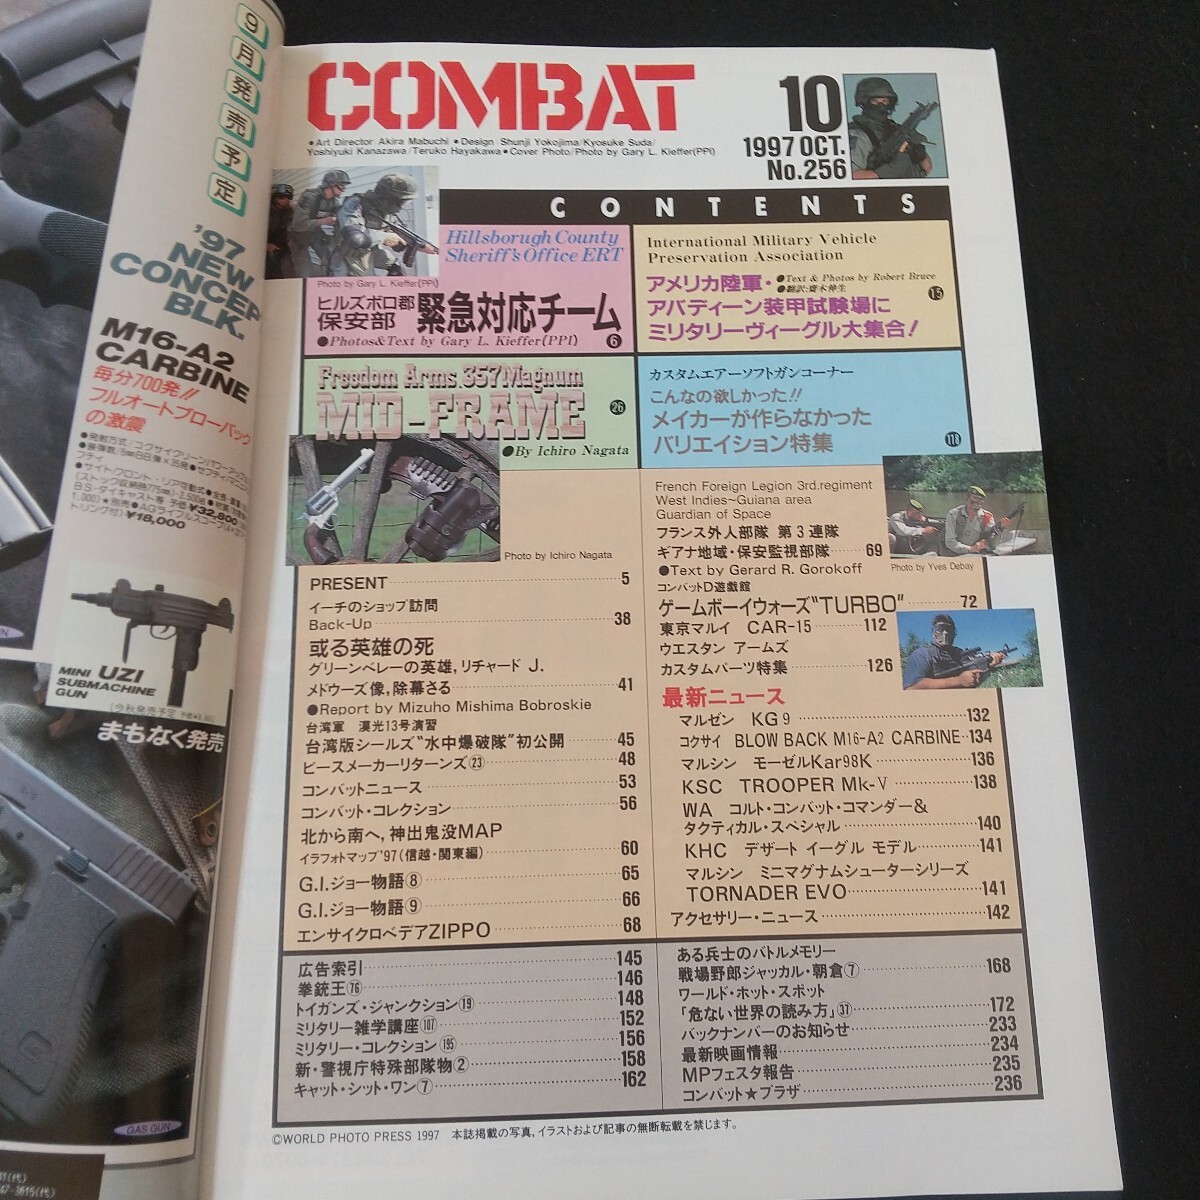 9月発売予定
'97
NEW
CONCEP
BLK.
M16-A2
CARBINE
毎分700発!!
フルオートブローバック
の激震
¥18,000
MINI UZI
SUBMACHINE
GUN
まもなく発売
GAS GUN
COMBAT
10
1997 OCT.
No.256
●Art Director Akira Mabuchi ●Design Shunji Yokojima/Kyosuke Suda/
Yoshiyuki Kanazawa/Teruko Hayakawa ●Cover Photo/Photo by Gary L. Kieffer(PPI)
CONTENTS
Hillsborugh County
Sheriff's Office ERT
Photo by Gary L. Kieffer(PPI)
ヒルズボロ郡
保安部 緊急対応チーム
●Photos&Text by Gary L. Kieffer(PPI) 6
International Military Vehicle
Preservation Association
アメリカ陸軍・●Text & Photos by Robert Bruce
●翻訳:齋木伸生
アバディーン装甲試験場に 15
ミリタリーヴィーグル大集合!
Freedom Arms .357Magnum
MID-FRAME 26
●By Ichiro Nagata
Photo by Ichiro Nagata
カスタムエアーソフトガンコーナー
こんなの欲しかった!!
メイカーが作らなかった
バリエイション特集 118
PRESENT 5
イーチのショップ訪問
Back-Up 38
或る英雄の死
グリーンベレーの英雄,リチャード J.
メドウーズ像,除幕さる 41
●Report by Mizuho Mishima Bobroskie
台湾軍 漢光13号演習
台湾版シールズ"水中爆破隊"初公開 45
ピースメーカーリターンズ㉓ 48
コンバットニュース 53
コンバット・コレクション 56
北から南へ,神出鬼没MAP
イラフォトマップ'97(信越・関東編) 60
G.I.ジョー物語⑧ 65
G.I.ジョー物語⑨ 66
エンサイクロペデアZIPPO 68
French Foreign Legion 3rd.regiment
West Indies~Guiana area
Guardian of Space
フランス外人部隊 第3連隊
ギアナ地域・保安監視部隊 69
●Text by Gerard R. Gorokoff
Photo by Yves Debay
コンバットD遊戯館
ゲームボーイウォーズ"TURBO" 72
東京マルイ CAR-15 112
ウエスタン アームズ
カスタムパーツ特集 126
最新ニュース
マルゼン KG9 132
コクサイ BLOW BACK M16-A2 CARBINE 134
マルシン モーゼルKar98K 136
KSC TROOPER Mk-V 138
WA コルト・コンバット・コマンダー&
タクティカル・スペシャル 140
KHC デザート イーグル モデル 141
マルシン ミニマグナムシューターシリーズ
TORNADER EVO 141
アクセサリー・ニュース 142
広告索引 145
拳銃王76 146
トイガンズ・ジャンクション⑲ 148
ミリタリー雑学講座107 152
ミリタリー・コレクション195 156
新・警視庁特殊部隊物② 158
キャット・シット・ワン⑦ 162
ある兵士のバトルメモリー
戦場野郎ジャッカル・朝倉⑦ 168
ワールド・ホット・スポット
「危ない世界の読み方」㊲ 172
バックナンバーのお知らせ 233
最新映画情報 234
MPフェスタ報告 235
コンバット★プラザ 236
©WORLD PHOTO PRESS 1997 本誌掲載の写真,イラストおよび記事の無断転載を禁じます。